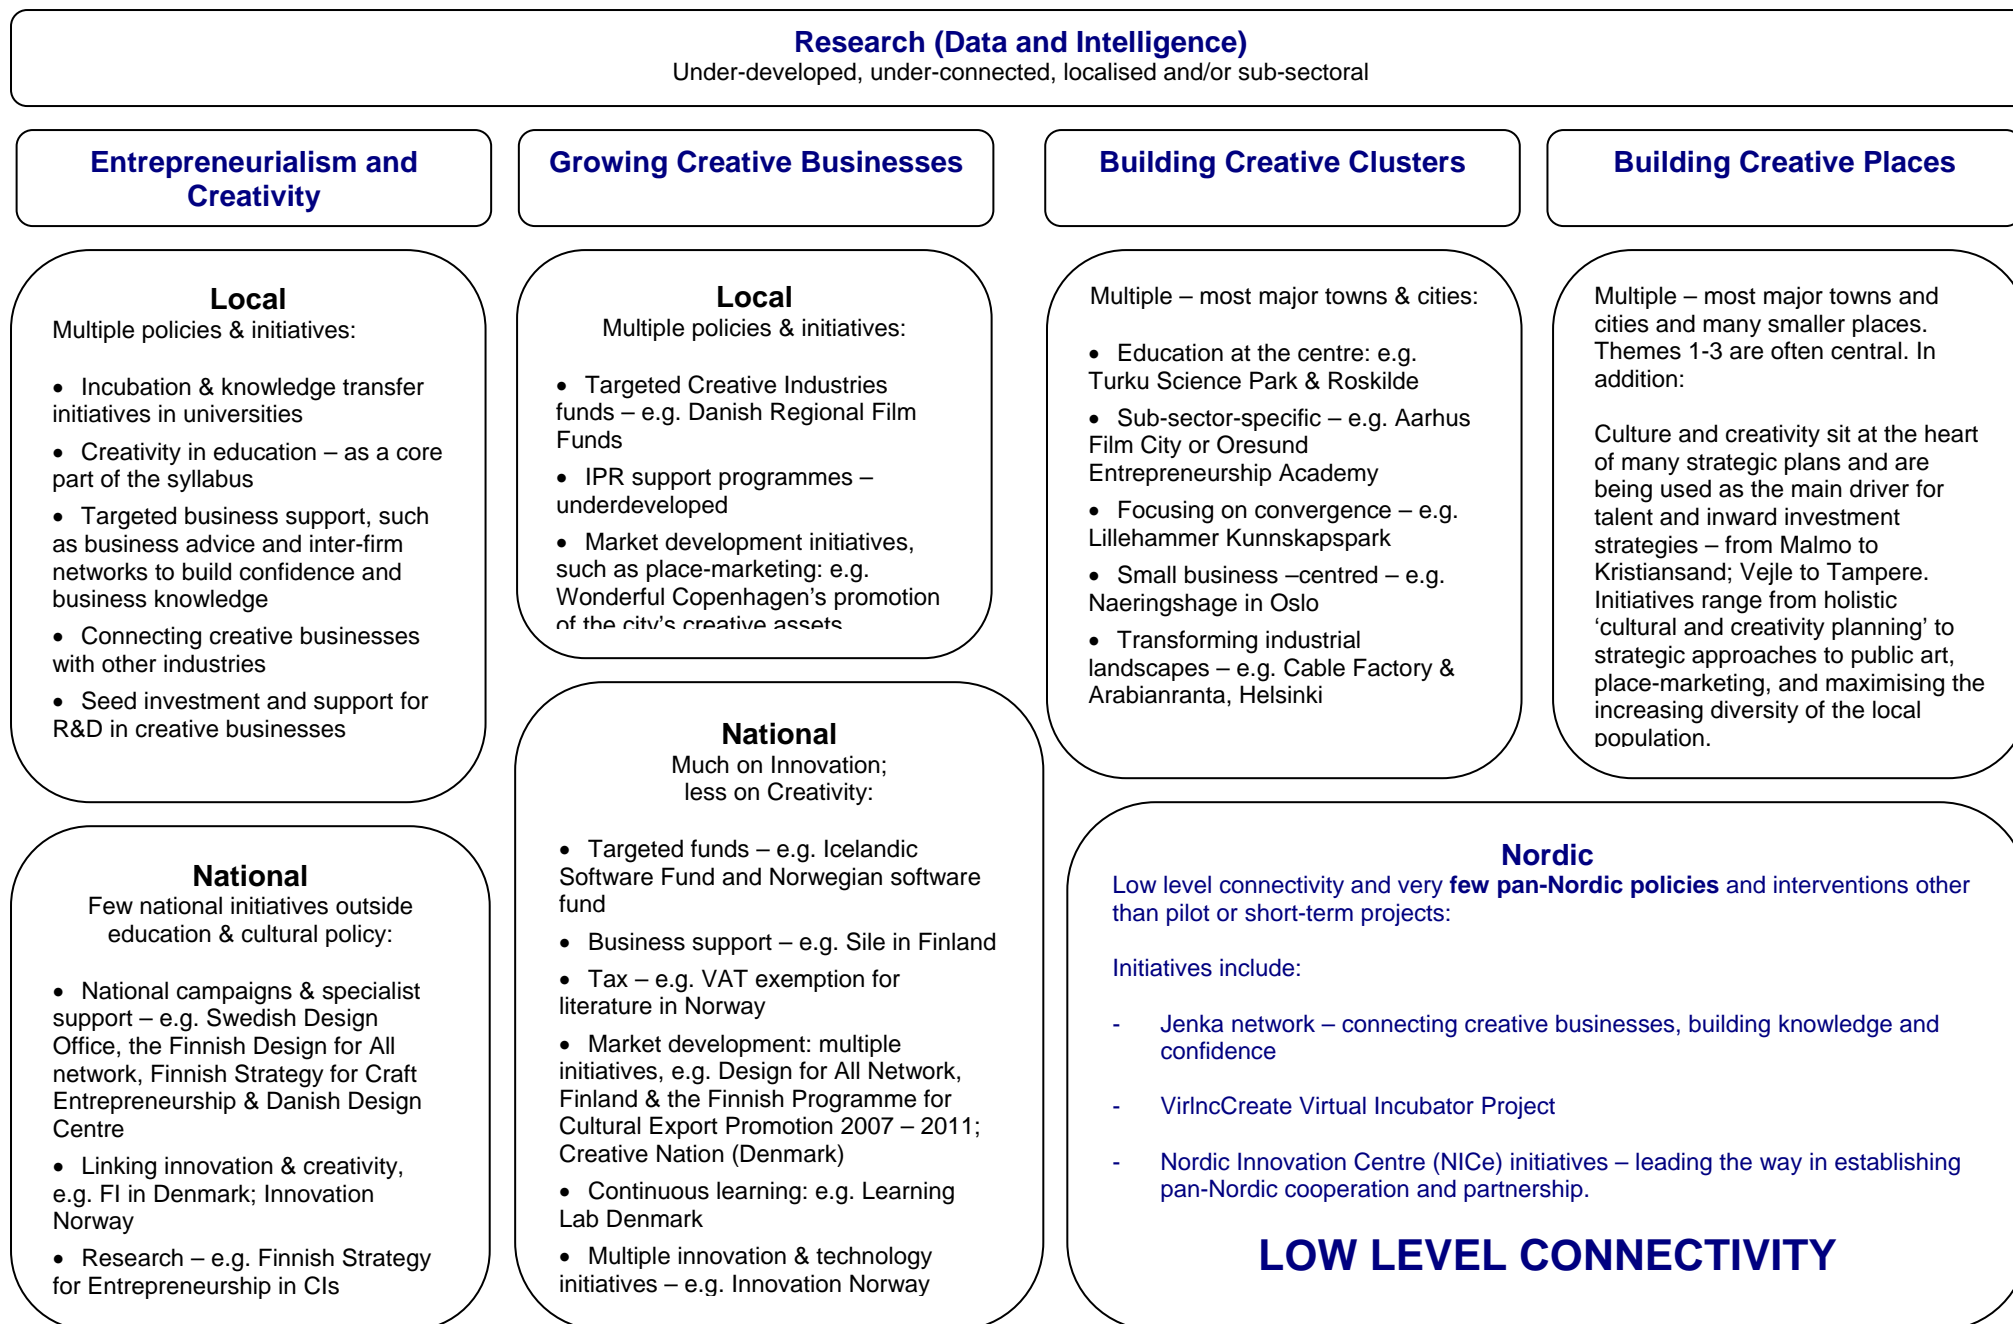 Research (Data and Intelligence)
Under-developed, under-connected, localised and/or sub-sectoral
Entrepreneurialism and
Creativity
Local
Multiple policies & initiatives:
• Incubation & knowledge transfer
initiatives in universities
• Creativity in education – as a core
part of the syllabus
• Targeted business support, such
as business advice and inter-firm
networks to build confidence and
business knowledge
• Connecting creative businesses
with other industries
• Seed investment and support for
R&D in creative businesses
National
Few national initiatives outside
education & cultural policy:
• National campaigns & specialist
support – e.g. Swedish Design
Office, the Finnish Design for All
network, Finnish Strategy for Craft
Entrepreneurship & Danish Design
Centre
• Linking innovation & creativity,
e.g. FI in Denmark; Innovation
Norway
• Research – e.g. Finnish Strategy
for Entrepreneurship in CIs
Growing Creative Businesses
Local
Multiple policies & initiatives:
• Targeted Creative Industries
funds – e.g. Danish Regional Film
Funds
• IPR support programmes –
underdeveloped
• Market development initiatives,
such as place-marketing: e.g.
Wonderful Copenhagen's promotion
of the city's creative assets
National
Much on Innovation;
less on Creativity:
• Targeted funds – e.g. Icelandic
Software Fund and Norwegian software
fund
• Business support – e.g. Sile in Finland
• Tax – e.g. VAT exemption for
literature in Norway
• Market development: multiple
initiatives, e.g. Design for All Network,
Finland & the Finnish Programme for
Cultural Export Promotion 2007 – 2011;
Creative Nation (Denmark)
• Continuous learning: e.g. Learning
Lab Denmark
• Multiple innovation & technology
initiatives – e.g. Innovation Norway
Building Creative Clusters
Multiple – most major towns & cities:
• Education at the centre: e.g.
Turku Science Park & Roskilde
• Sub-sector-specific – e.g. Aarhus
Film City or Oresund
Entrepreneurship Academy
• Focusing on convergence – e.g.
Lillehammer Kunnskapspark
• Small business –centred – e.g.
Naeringshage in Oslo
• Transforming industrial
landscapes – e.g. Cable Factory &
Arabianranta, Helsinki
Building Creative Places
Multiple – most major towns and
cities and many smaller places.
Themes 1-3 are often central. In
addition:
Culture and creativity sit at the heart
of many strategic plans and are
being used as the main driver for
talent and inward investment
strategies – from Malmo to
Kristiansand; Vejle to Tampere.
Initiatives range from holistic
‘cultural and creativity planning’ to
strategic approaches to public art,
place-marketing, and maximising the
increasing diversity of the local
population.
Nordic
Low level connectivity and very few pan-Nordic policies and interventions other
than pilot or short-term projects:
Initiatives include:
- Jenka network – connecting creative businesses, building knowledge and
confidence
- VirIncCreate Virtual Incubator Project
- Nordic Innovation Centre (NICe) initiatives – leading the way in establishing
pan-Nordic cooperation and partnership.
LOW LEVEL CONNECTIVITY